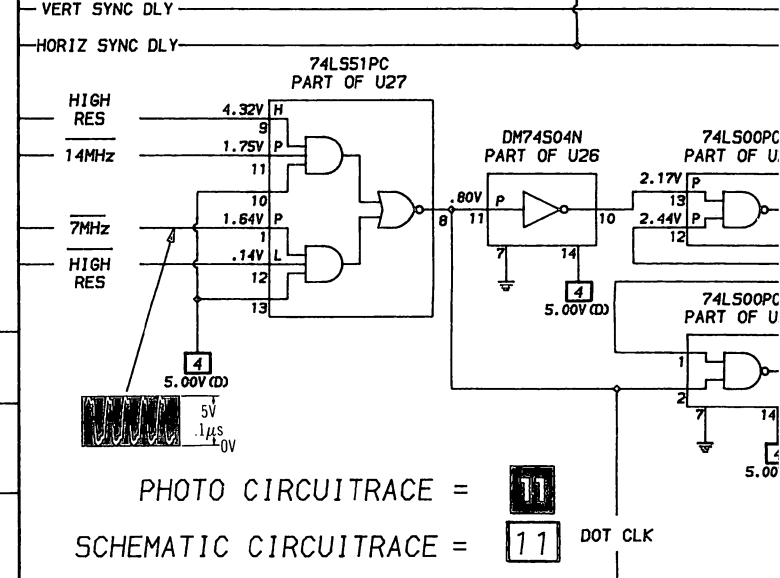 VERT SYNC DLY
HORIZ SYNC DLY
74LS51PC
PART OF U27
HIGH
RES
4.32V H
9
14MHz
1.75V P
11
10
7MHz
1.64V P
1
HIGH
RES
.14V L
12
13
8
.80V
11
P
DM74S04N
PART OF U26
10
7
14
4
5.00V(D)
74LS00PC
PART OF U
2.17V P
13
2.44V P
12
74LS00PC
PART OF U
1
2
7
14
4
5.00
4
5.00V(D)
5V
.1µs
0V
PHOTO CIRCUITRACE = 11
SCHEMATIC CIRCUITRACE = 11
DOT CLK